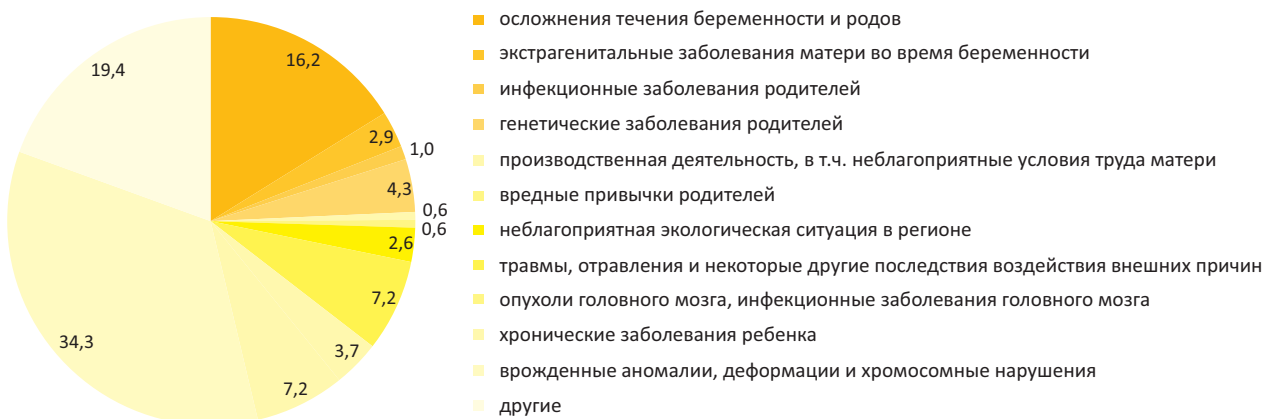 16,2
2,9
1,0
4,3
0,6
0,6
2,6
7,2
3,7
7,2
34,3
19,4
осложнения течения беременности и родов
экстрагенитальные заболевания матери во время беременности
инфекционные заболевания родителей
генетические заболевания родителей
производственная деятельность, в т.ч. неблагоприятные условия труда матери
вредные привычки родителей
неблагоприятная экологическая ситуация в регионе
травмы, отравления и некоторые другие последствия воздействия внешних причин
опухоли головного мозга, инфекционные заболевания головного мозга
хронические заболевания ребенка
врожденные аномалии, деформации и хромосомные нарушения
другие